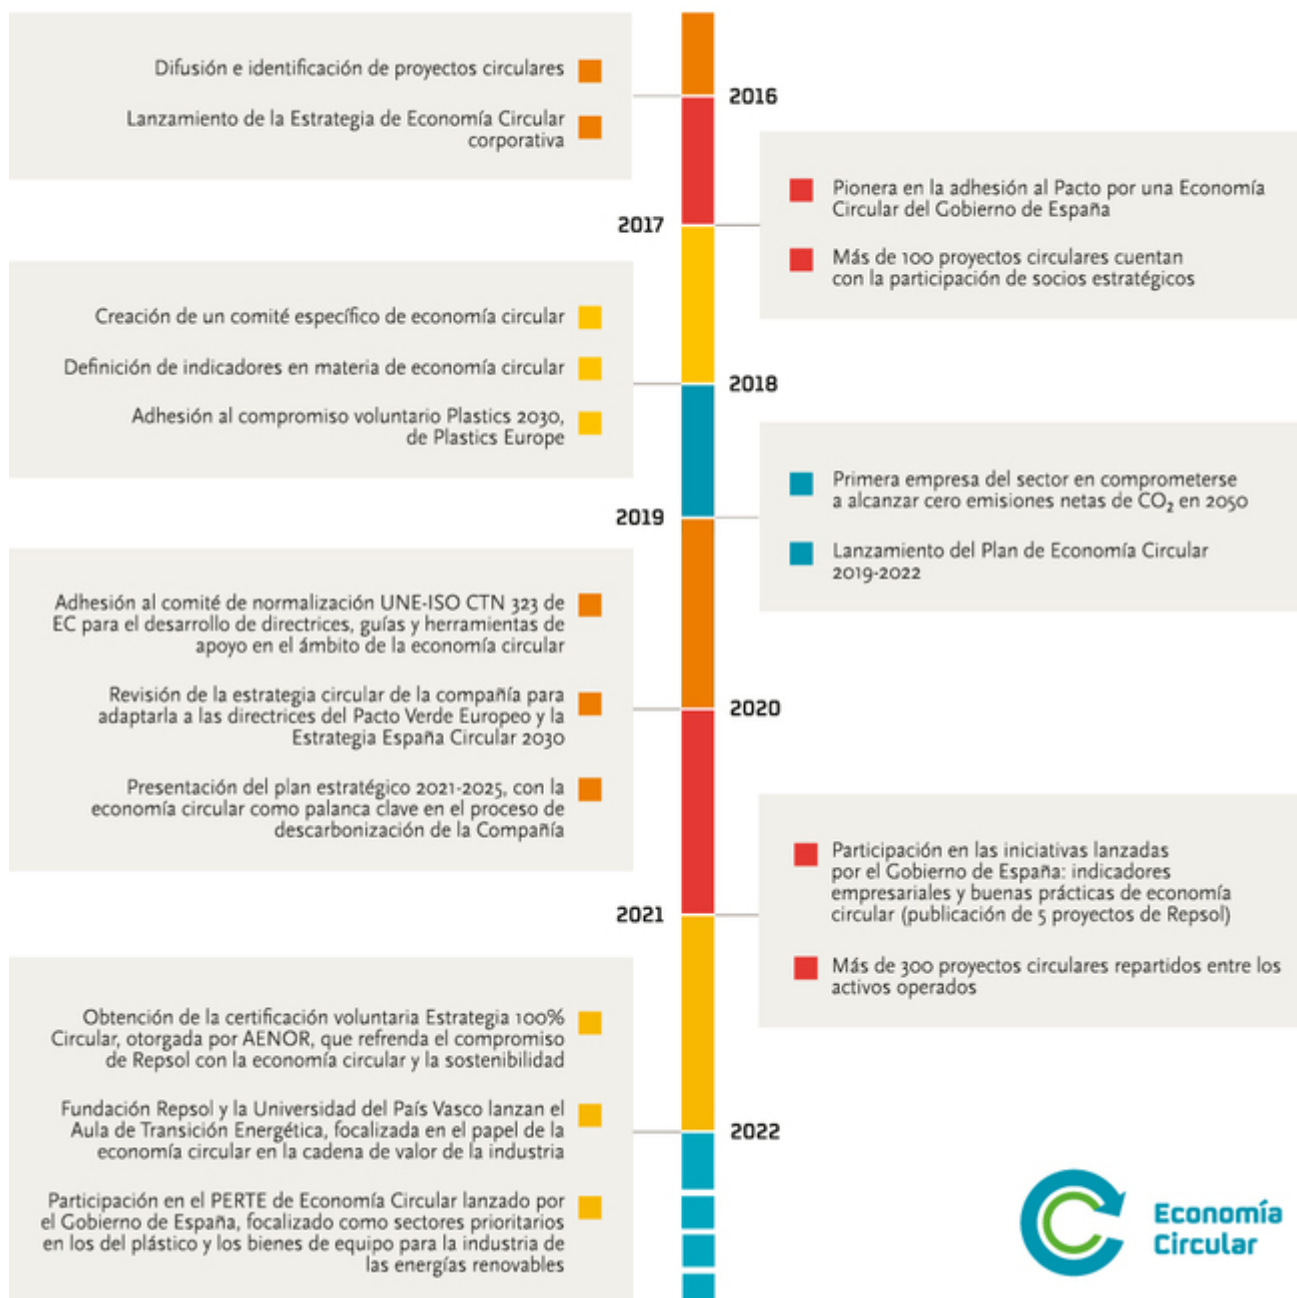 Difusión e identificación de proyectos circulares
Lanzamiento de la Estrategia de Economía Circular
corporativa
2016
Pionera en la adhesión al Pacto por una Economía
Circular del Gobierno de España
Más de 100 proyectos circulares cuentan
con la participación de socios estratégicos
2017
Creación de un comité específico de economía circular
Definición de indicadores en materia de economía circular
Adhesión al compromiso voluntario Plastics 2030,
de Plastics Europe
2018
Primera empresa del sector en comprometerse
a alcanzar cero emisiones netas de CO₂ en 2050
Lanzamiento del Plan de Economía Circular
2019-2022
2019
Adhesión al comité de normalización UNE-ISO CTN 323 de
EC para el desarrollo de directrices, guías y herramientas de
apoyo en el ámbito de la economía circular
Revisión de la estrategia circular de la compañía para
adaptarla a las directrices del Pacto Verde Europeo y la
Estrategia España Circular 2030
Presentación del plan estratégico 2021-2025, con la
economía circular como palanca clave en el proceso de
descarbonización de la Compañía
2020
Participación en las iniciativas lanzadas
por el Gobierno de España: indicadores
empresariales y buenas prácticas de economía
circular (publicación de 5 proyectos de Repsol)
Más de 300 proyectos circulares repartidos entre los
activos operados
2021
Obtención de la certificación voluntaria Estrategia 100%
Circular, otorgada por AENOR, que refrenda el compromiso
de Repsol con la economía circular y la sostenibilidad
Fundación Repsol y la Universidad del País Vasco lanzan el
Aula de Transición Energética, focalizada en el papel de la
economía circular en la cadena de valor de la industria
Participación en el PERTE de Economía Circular lanzado por
el Gobierno de España, focalizado como sectores prioritarios
en los del plástico y los bienes de equipo para la industria de
las energías renovables
2022
Economía
Circular